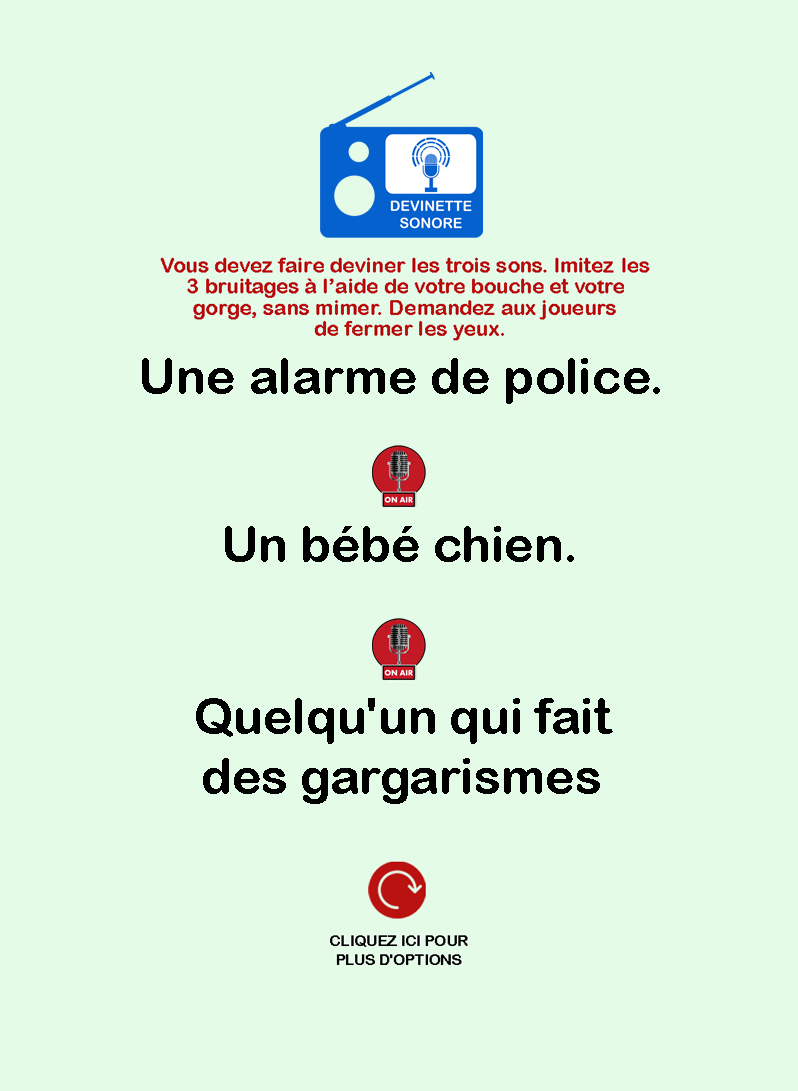 DEVINETTE
SONORE
Vous devez faire deviner les trois sons. Imitez les
3 bruitages à l’aide de votre bouche et votre
gorge, sans mimer. Demandez aux joueurs
de fermer les yeux.
Une alarme de police.
ON AIR
Un bébé chien.
ON AIR
Quelqu'un qui fait
des gargarismes
CLIQUEZ ICI POUR
PLUS D'OPTIONS